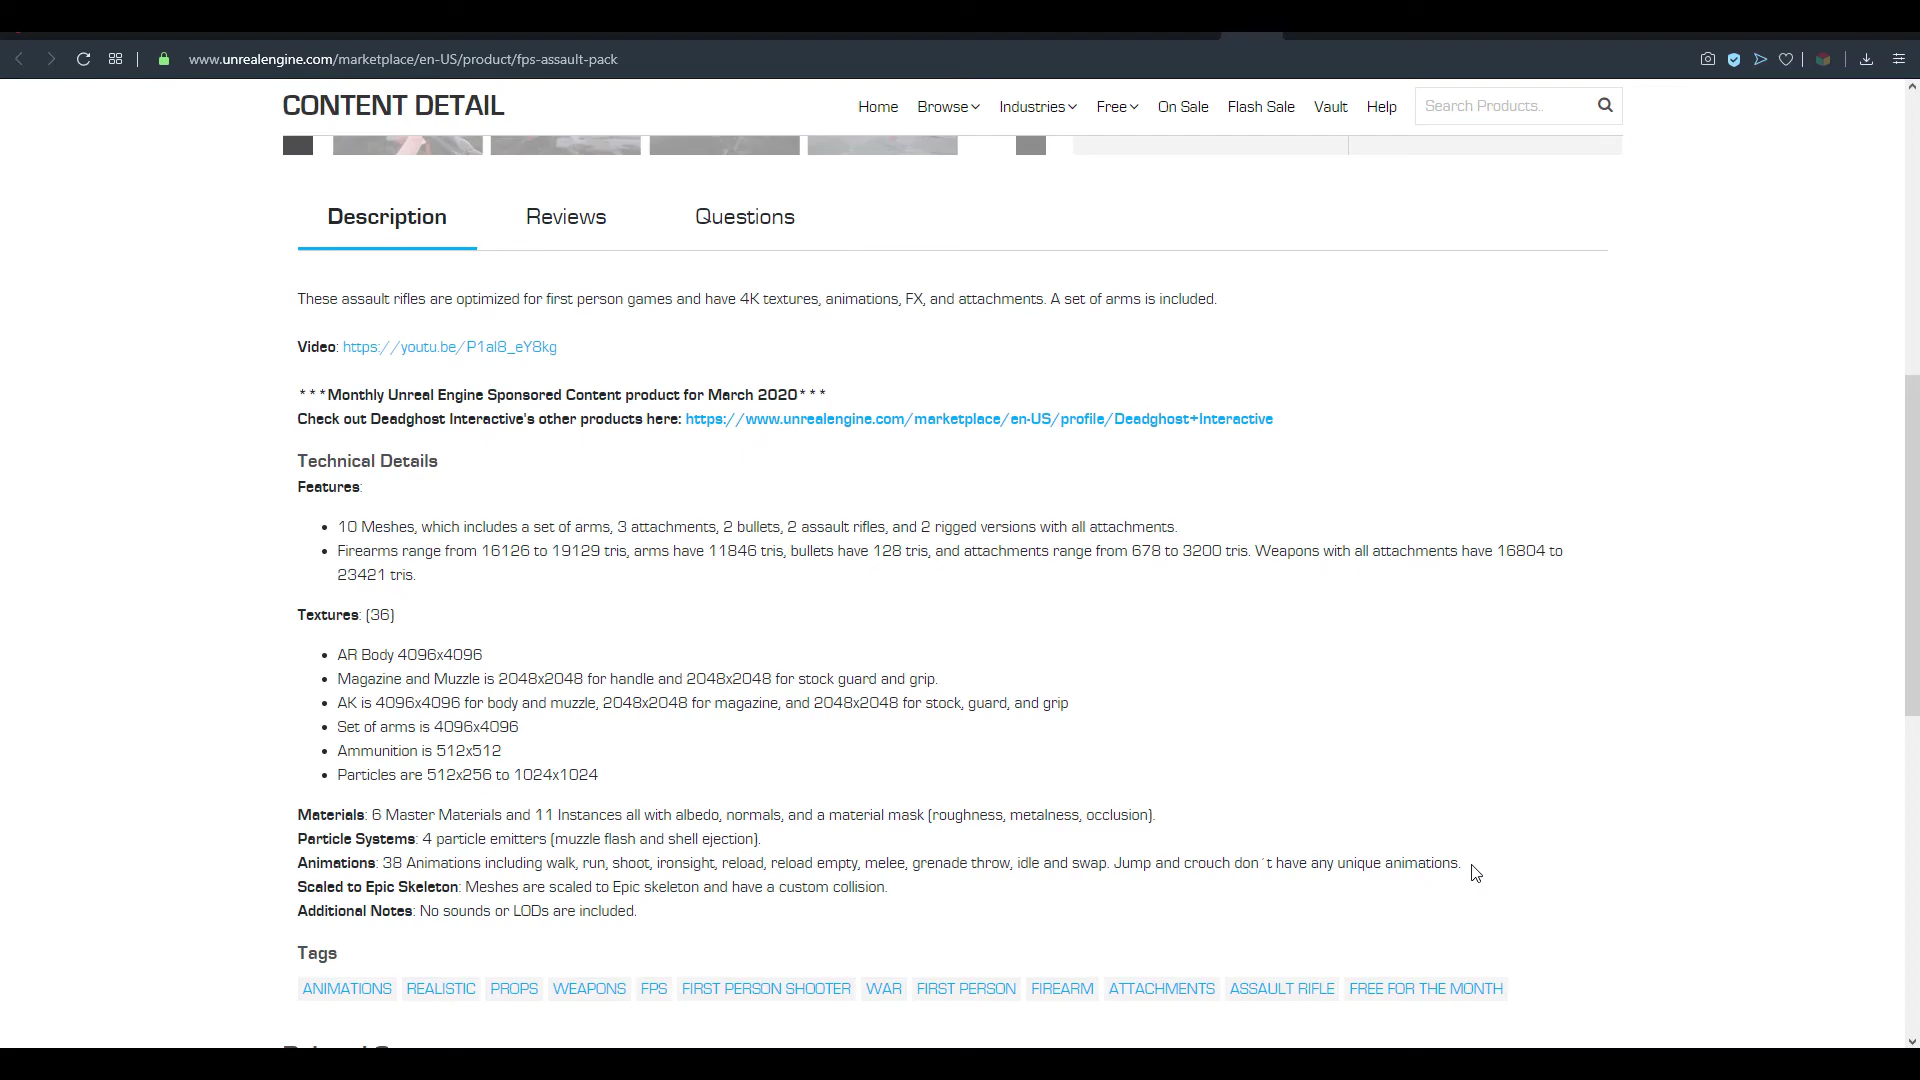 www.unrealengine.com/marketplace/en-US/product/fps-assault-pack
CONTENT DETAIL
Home Browse Industries Free On Sale Flash Sale Vault Help Search Products..
Description Reviews Questions
These assault rifles are optimized for first person games and have 4K textures, animations, FX, and attachments. A set of arms is included.
Video: https://youtu.be/P1al8_eY8kg
***Monthly Unreal Engine Sponsored Content product for March 2020***
Check out Deadghost Interactive's other products here: https://www.unrealengine.com/marketplace/en-US/profile/Deadghost+Interactive
Technical Details
Features:
• 10 Meshes, which includes a set of arms, 3 attachments, 2 bullets, 2 assault rifles, and 2 rigged versions with all attachments.
• Firearms range from 16126 to 19129 tris, arms have 11846 tris, bullets have 128 tris, and attachments range from 678 to 3200 tris. Weapons with all attachments have 16804 to
23421 tris.
Textures: (36)
• AR Body 4096x4096
• Magazine and Muzzle is 2048x2048 for handle and 2048x2048 for stock guard and grip.
• AK is 4096x4096 for body and muzzle, 2048x2048 for magazine, and 2048x2048 for stock, guard, and grip
• Set of arms is 4096x4096
• Ammunition is 512x512
• Particles are 512x256 to 1024x1024
Materials: 6 Master Materials and 11 Instances all with albedo, normals, and a material mask (roughness, metalness, occlusion).
Particle Systems: 4 particle emitters (muzzle flash and shell ejection).
Animations: 38 Animations including walk, run, shoot, ironsight, reload, reload empty, melee, grenade throw, idle and swap. Jump and crouch don´t have any unique animations.
Scaled to Epic Skeleton: Meshes are scaled to Epic skeleton and have a custom collision.
Additional Notes: No sounds or LODs are included.
Tags
ANIMATIONS REALISTIC PROPS WEAPONS FPS FIRST PERSON SHOOTER WAR FIRST PERSON FIREARM ATTACHMENTS ASSAULT RIFLE FREE FOR THE MONTH